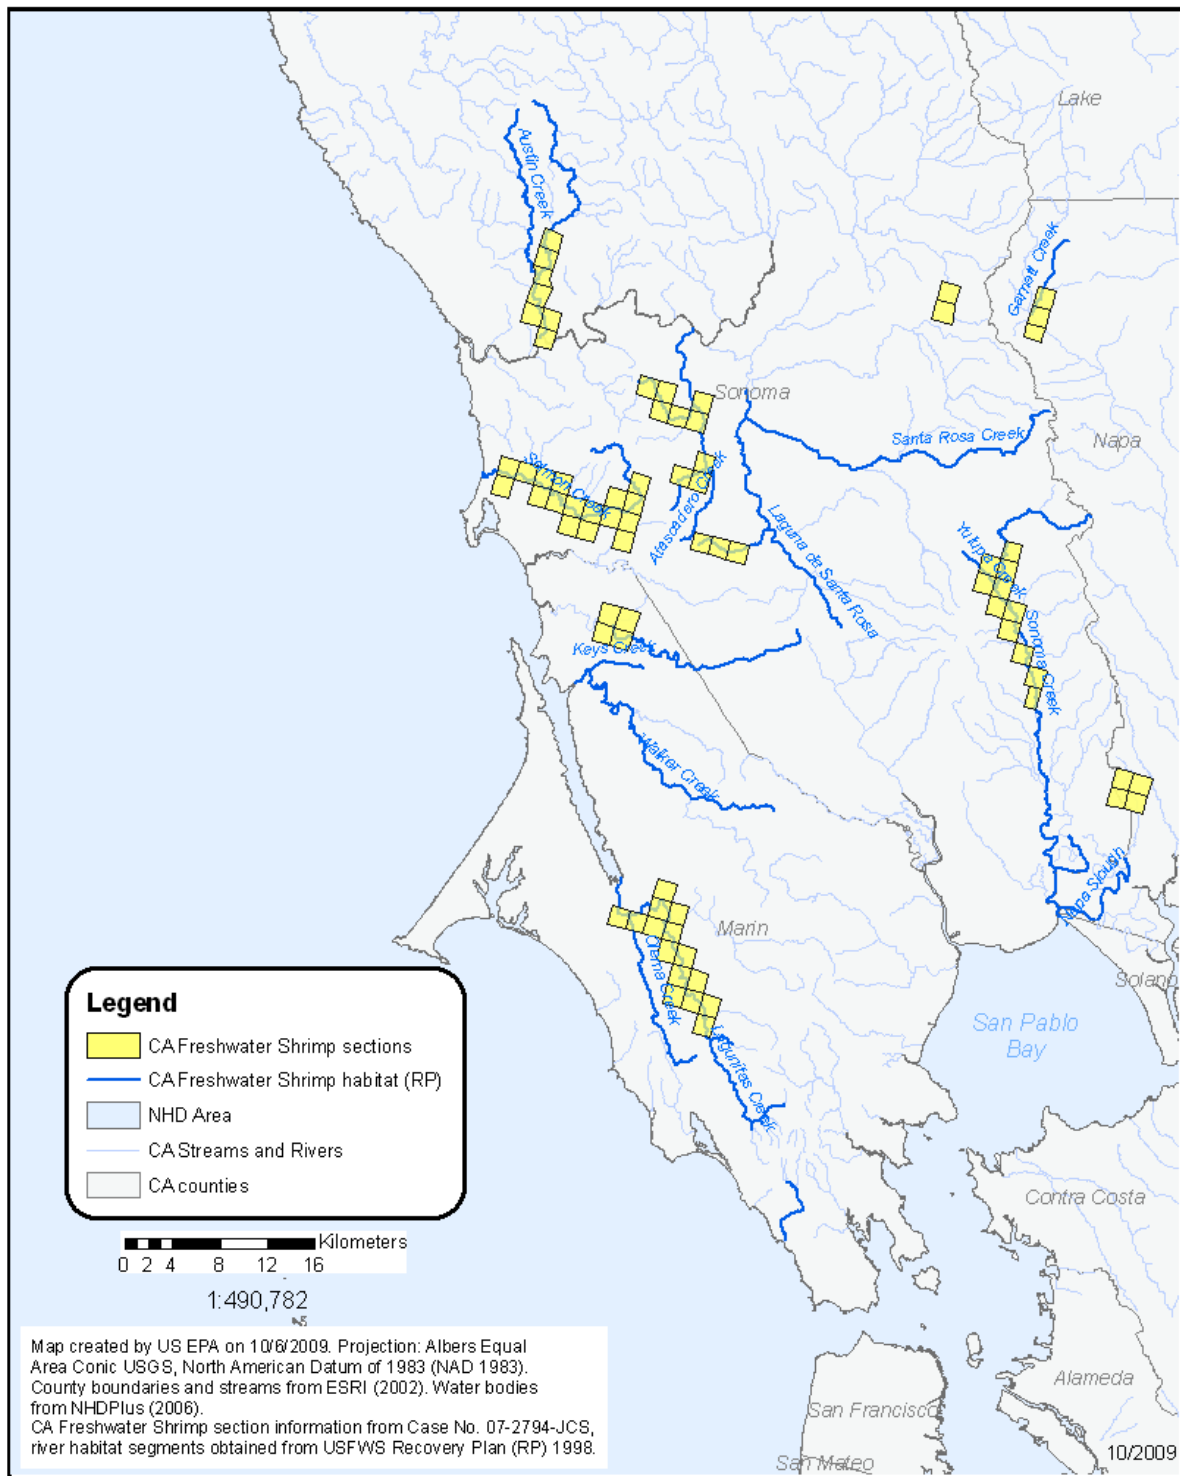 Lake
Austin Creek
Garnett Creek
Sonoma
Santa Rosa Creek
Napa
Salmon Creek
Atascadero Creek
Laguna de Santa Rosa
Yulupa Creek
Sonoma Creek
Keys Creek
Walker Creek
Napa Slough
Marin
Olema Creek
Solano
San Pablo
Bay
Lagunitas Creek
Legend
CA Freshwater Shrimp sections
CA Freshwater Shrimp habitat (RP)
NHD Area
CA Streams and Rivers
CA counties
Contra Costa
Kilometers
0 2 4 8 12 16
1:490,782
Map created by US EPA on 10/6/2009. Projection: Albers Equal
Area Conic USGS, North American Datum of 1983 (NAD 1983).
County boundaries and streams from ESRI (2002). Water bodies
from NHDPlus (2006).
CA Freshwater Shrimp section information from Case No. 07-2794-JCS,
river habitat segments obtained from USFWS Recovery Plan (RP) 1998.
Alameda
San Francisco
10/2009
San Mateo